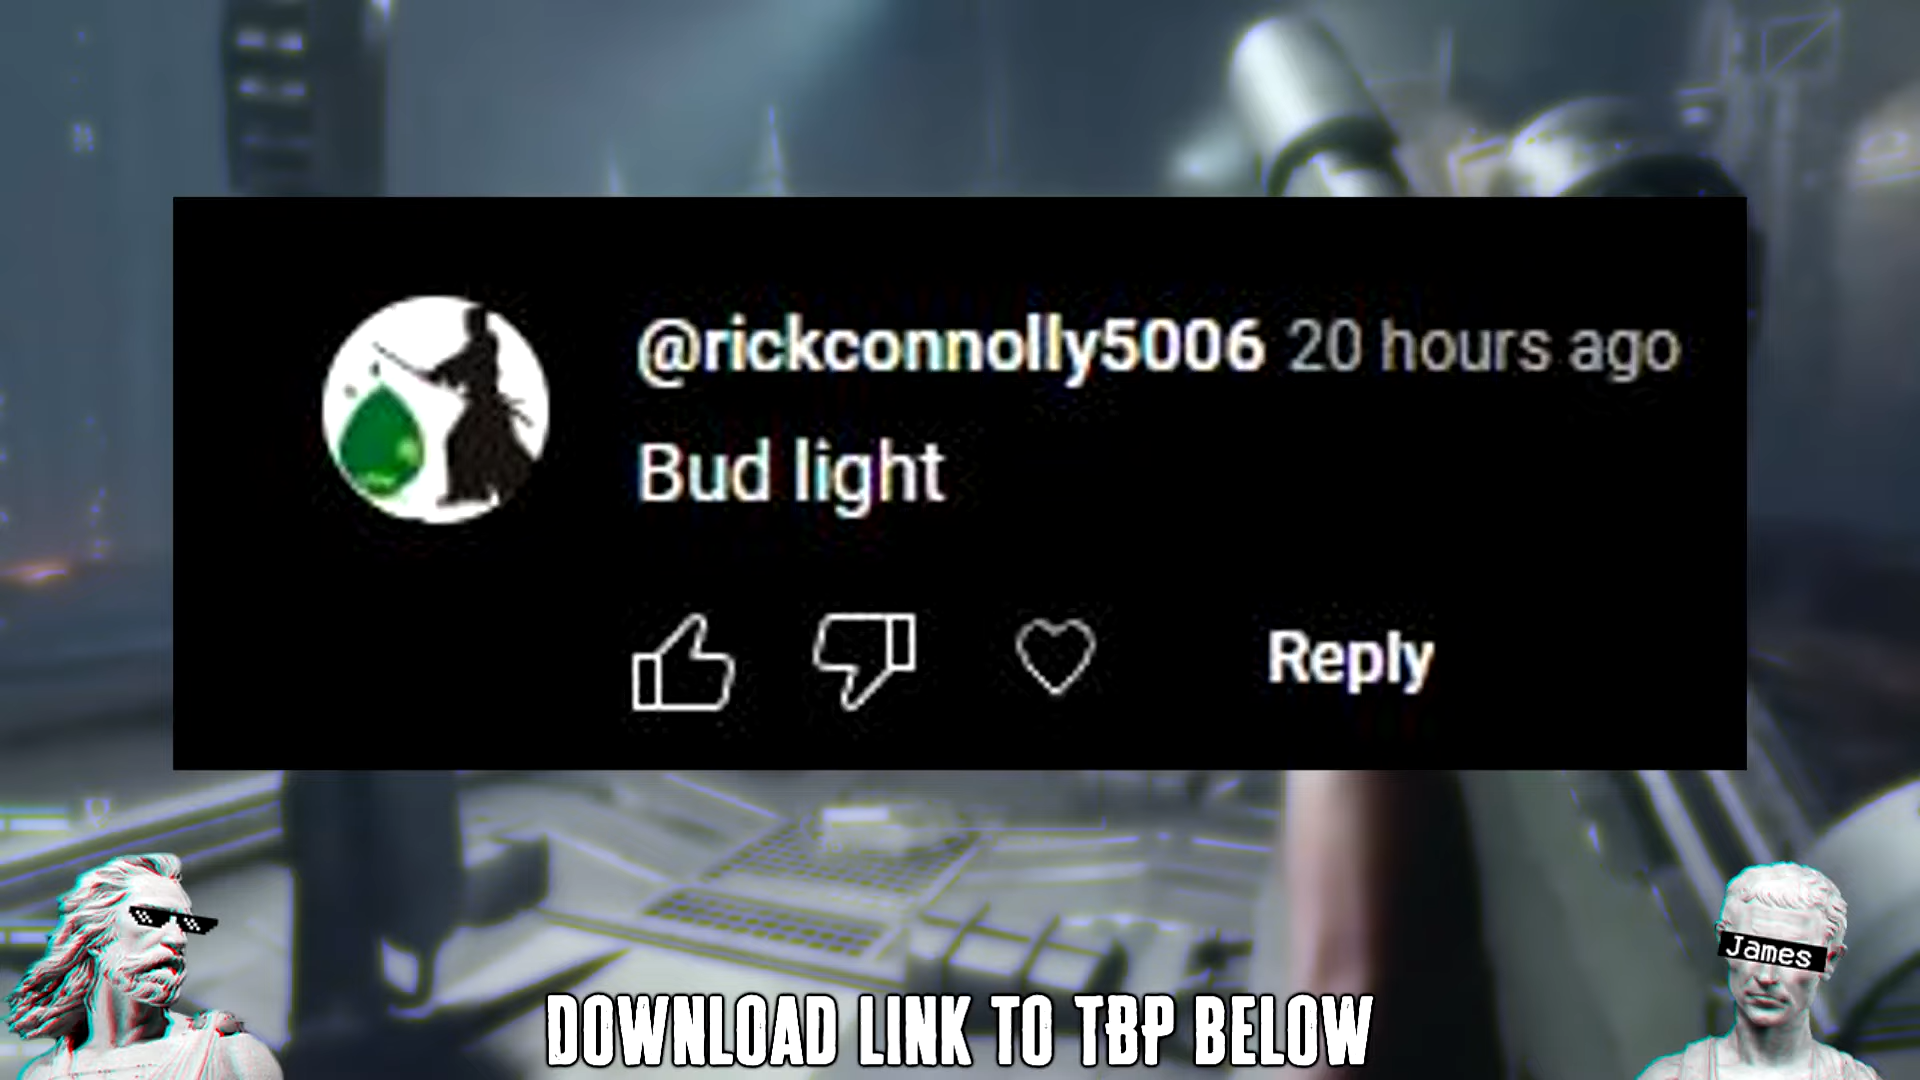 @rickconnolly5006 20 hours ago
Bud light
Reply
James
DOWNLOAD LINK TO TBP BELOW